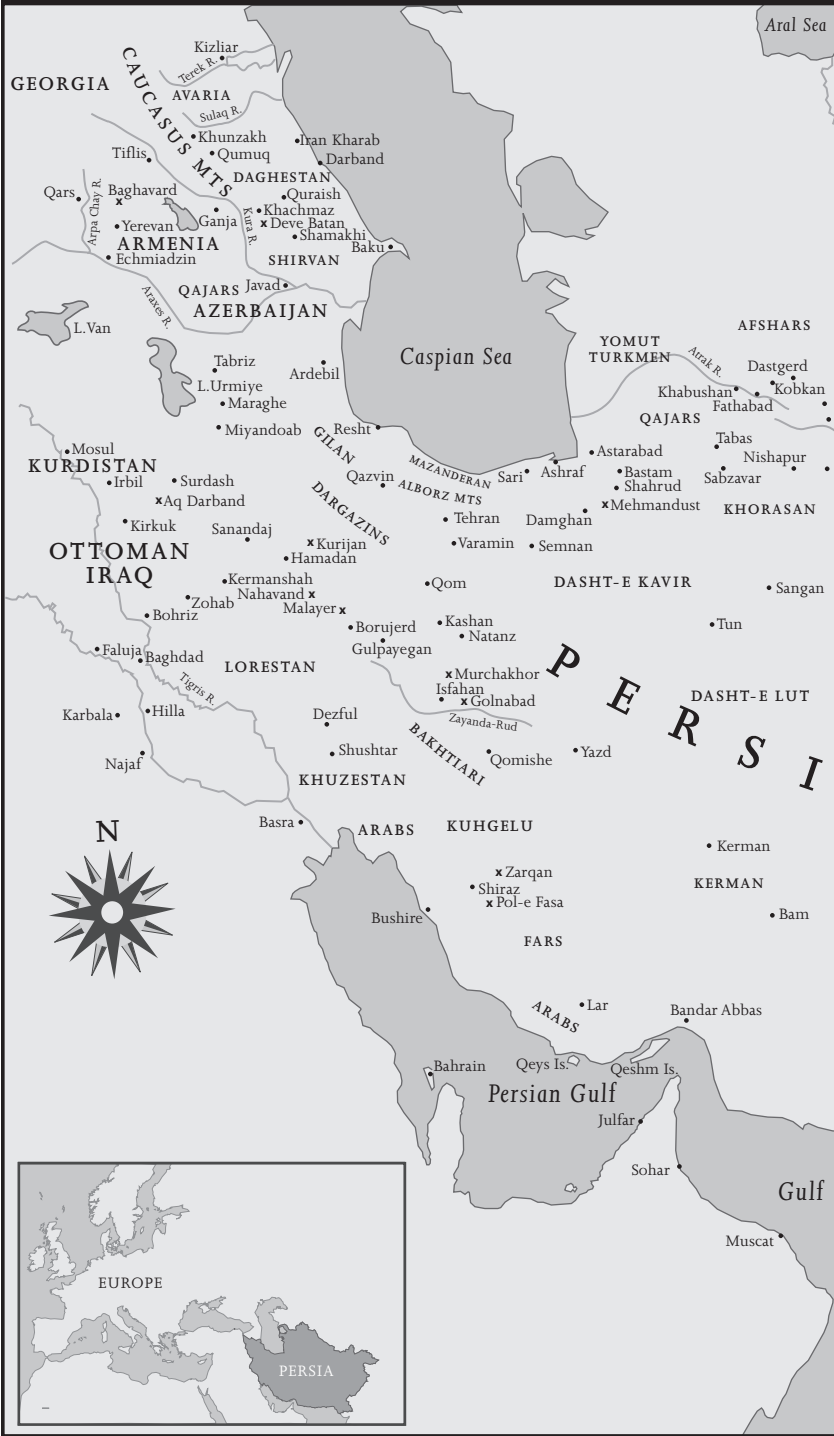 Aral Sea
Kizliar
Terek R.
GEORGIA
CAUCASUS MTS
AVARIA
Sulaq R.
Khunzakh
Iran Kharab
Qumuq
Tiflis
Darband
DAGHESTAN
Qars
Arpa Chay R.
Baghavard
x
Quraish
Khachmaz
Ganja
Kura R.
x Deve Batan
Yerevan
Shamakhi
ARMENIA
Baku
Echmiadzin
SHIRVAN
QAJARS
Javad
Araxes R.
AZERBAIJAN
L.Van
AFSHARS
YOMUT
TURKMEN
Atrak R.
Caspian Sea
Tabriz
Ardebil
Dastgerd
L.Urmiye
Khabushan
Kobkan
Maraghe
Fathabad
QAJARS
Miyandoab
Resht
GILAN
Tabas
Mosul
Astarabad
Nishapur
KURDISTAN
MAZANDERAN
Sari
Ashraf
Bastam
Sabzavar
Irbil
Surdash
Qazvin
ALBORZ MTS
Shahrud
x Aq Darband
DARGAZINS
x Mehmandust
KHORASAN
Kirkuk
Sanandaj
Tehran
Damghan
OTTOMAN
IRAQ
x Kurijan
Varamin
Semnan
Hamadan
Kermanshah
Qom
DASHT-E KAVIR
Sangan
Nahavand x
Zohab
Malayer x
Bohriz
Borujerd
Kashan
Tun
Natanz
Gulpayegan
Faluja
Baghdad
LORESTAN
x Murchakhor
PERSI
Tigris R.
Isfahan
x Golnabad
DASHT-E LUT
Karbala
Hilla
Dezful
Zayanda-Rud
BAKHTIARI
Shushtar
Qomishe
Yazd
Najaf
KHUZESTAN
Basra
ARABS
KUHGELU
N
Kerman
x Zarqan
Shiraz
KERMAN
x Pol-e Fasa
Bushire
Bam
FARS
ARABS
Lar
Bandar Abbas
Bahrain
Qeys Is.
Qeshm Is.
Persian Gulf
Julfar
Sohar
Gulf
Muscat
EUROPE
PERSIA